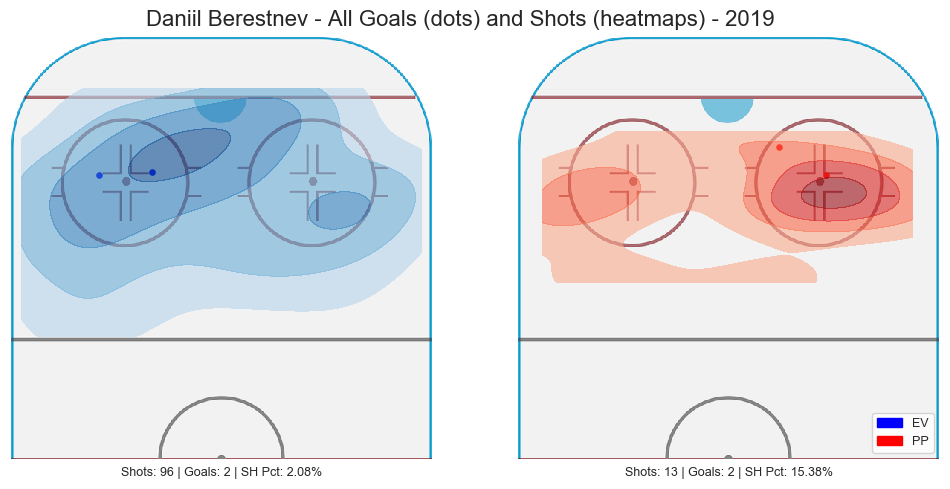 Daniil Berestnev - All Goals (dots) and Shots (heatmaps) - 2019
EV
PP
Shots: 96 | Goals: 2 | SH Pct: 2.08%
Shots: 13 | Goals: 2 | SH Pct: 15.38%